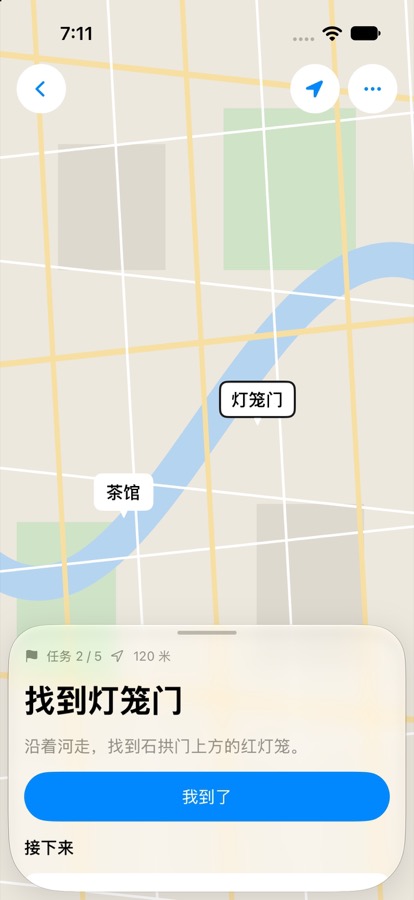 7:11
灯笼门
茶馆
任务 2 / 5 120 米
找到灯笼门
沿着河走，找到石拱门上方的红灯笼。
我到了
接下来